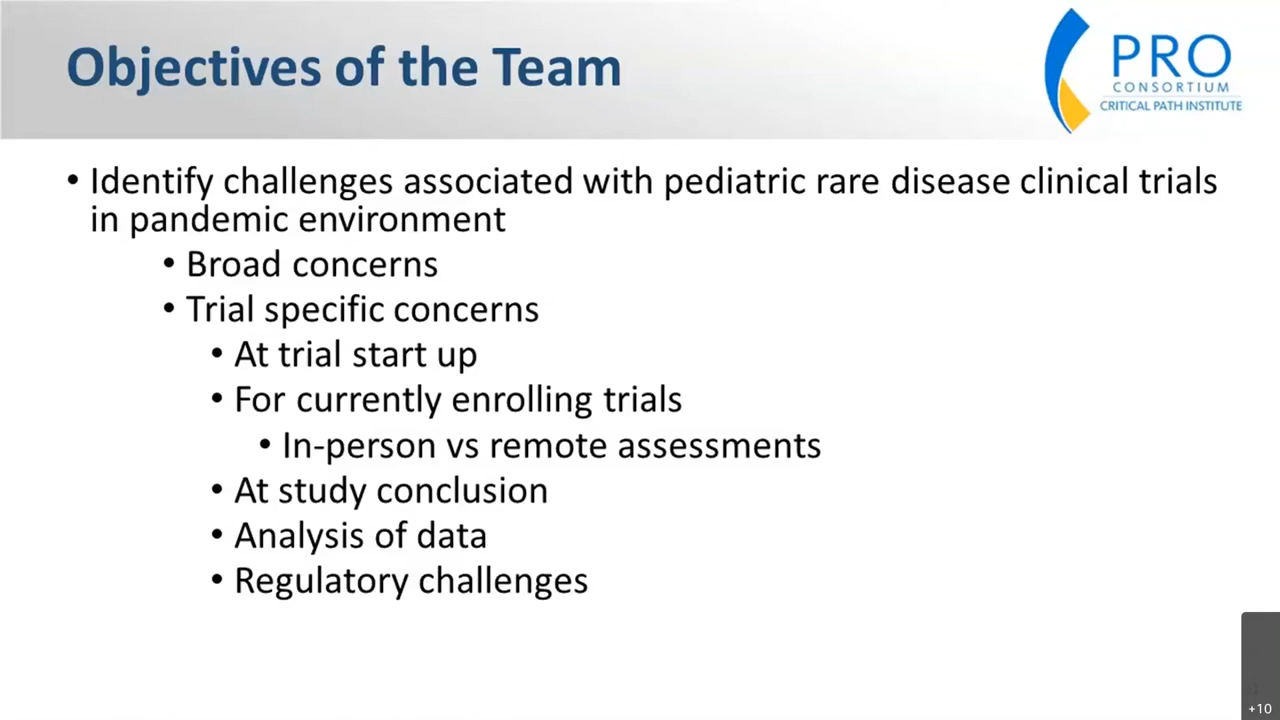 Objectives of the Team
PRO
CONSORTIUM
CRITICAL PATH INSTITUTE
• Identify challenges associated with pediatric rare disease clinical trials
in pandemic environment
• Broad concerns
• Trial specific concerns
• At trial start up
• For currently enrolling trials
• In-person vs remote assessments
• At study conclusion
• Analysis of data
• Regulatory challenges
+10